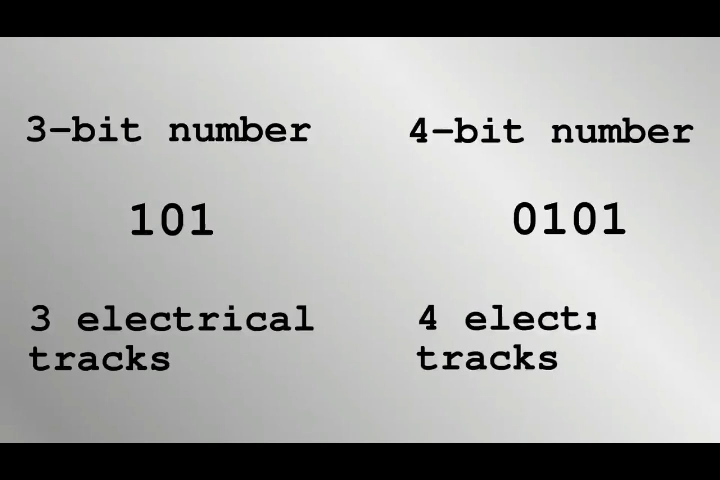 3-bit number
101
3 electrical
tracks
4-bit number
0101
4
tracks